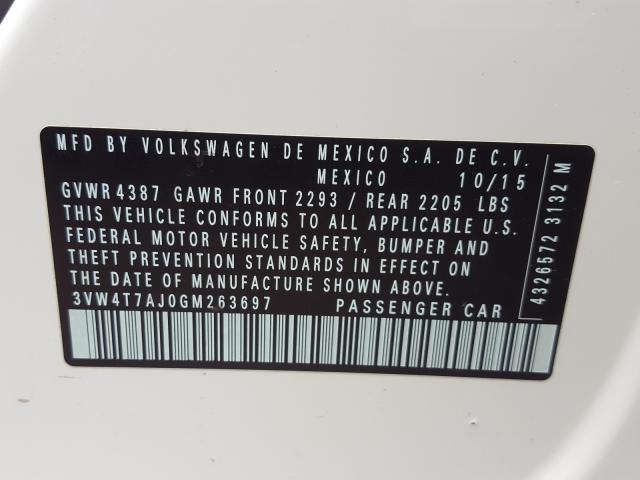 MFD BY VOLKSWAGEN DE MEXICO S.A. DE C.V.
MEXICO 10/15
GVWR 4387 GAWR FRONT 2293 / REAR 2205 LBS
THIS VEHICLE CONFORMS TO ALL APPLICABLE U.S.
FEDERAL MOTOR VEHICLE SAFETY, BUMPER AND
THEFT PREVENTION STANDARDS IN EFFECT ON
THE DATE OF MANUFACTURE SHOWN ABOVE.
3VW4T7AJ0GM263697 PASSENGER CAR
4326572 3132 M